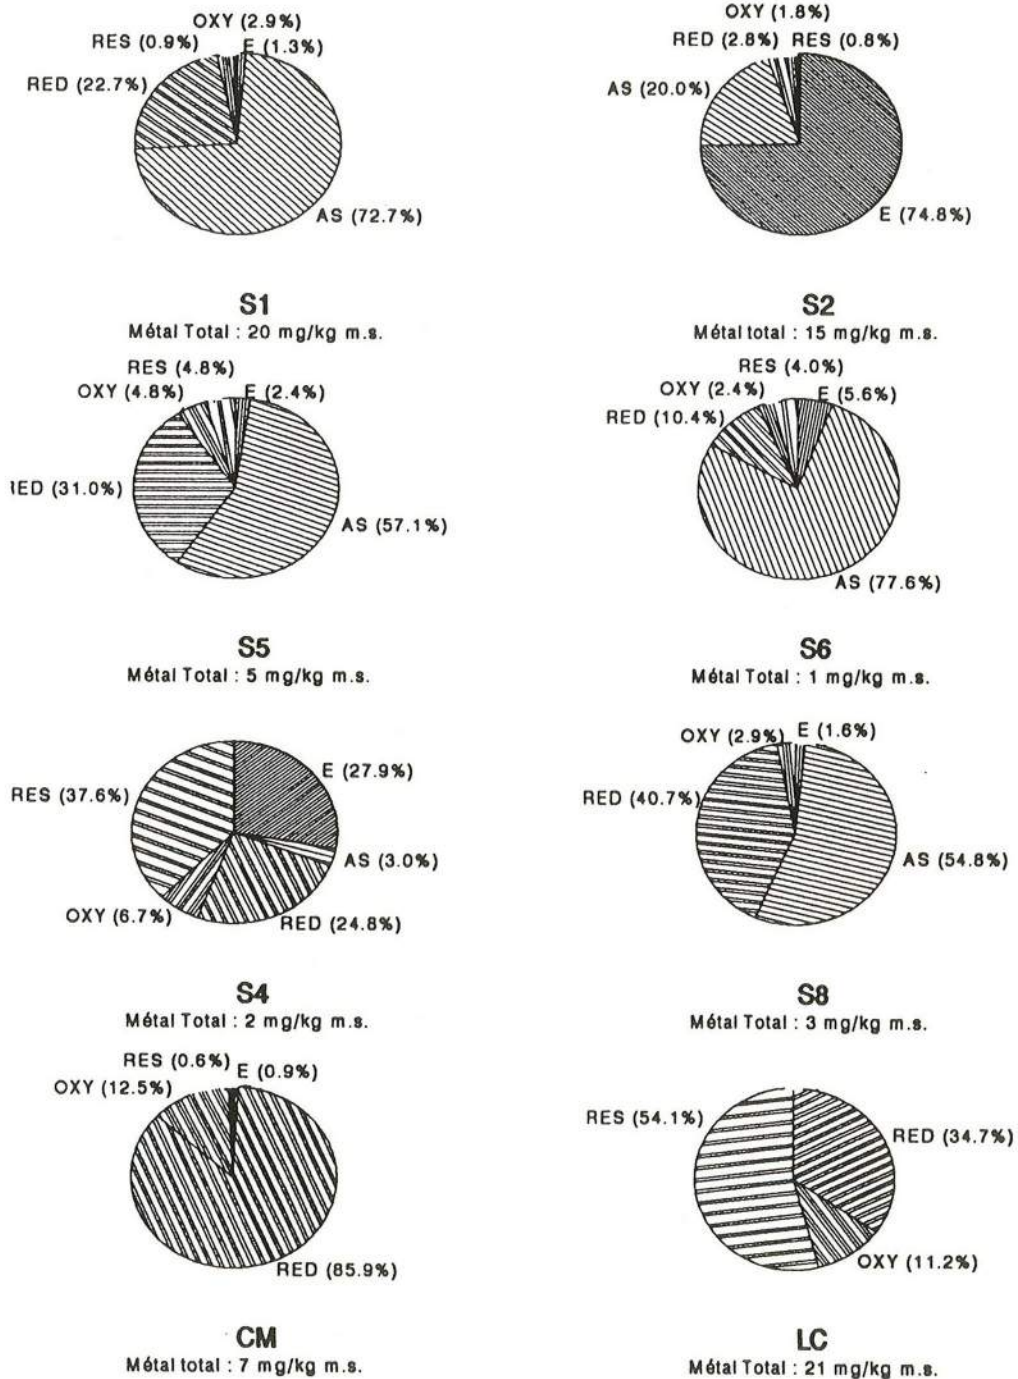 OXY (2.9%)
RES (0.9%)
E (1.3%)
RED (22.7%)
AS (72.7%)
S1
Métal Total : 20 mg/kg m.s.
OXY (1.8%)
RED (2.8%)
RES (0.8%)
AS (20.0%)
E (74.8%)
S2
Métal total : 15 mg/kg m.s.
RES (4.8%)
OXY (4.8%)
E (2.4%)
RED (31.0%)
AS (57.1%)
S5
Métal Total : 5 mg/kg m.s.
RES (4.0%)
OXY (2.4%)
E (5.6%)
RED (10.4%)
AS (77.6%)
S6
Métal Total : 1 mg/kg m.s.
E (27.9%)
RES (37.6%)
AS (3.0%)
OXY (6.7%)
RED (24.8%)
S4
Métal Total : 2 mg/kg m.s.
OXY (2.9%)
E (1.6%)
RED (40.7%)
AS (54.8%)
S8
Métal Total : 3 mg/kg m.s.
RES (0.6%)
E (0.9%)
OXY (12.5%)
RED (85.9%)
CM
Métal total : 7 mg/kg m.s.
RES (54.1%)
RED (34.7%)
OXY (11.2%)
LC
Métal Total : 21 mg/kg m.s.